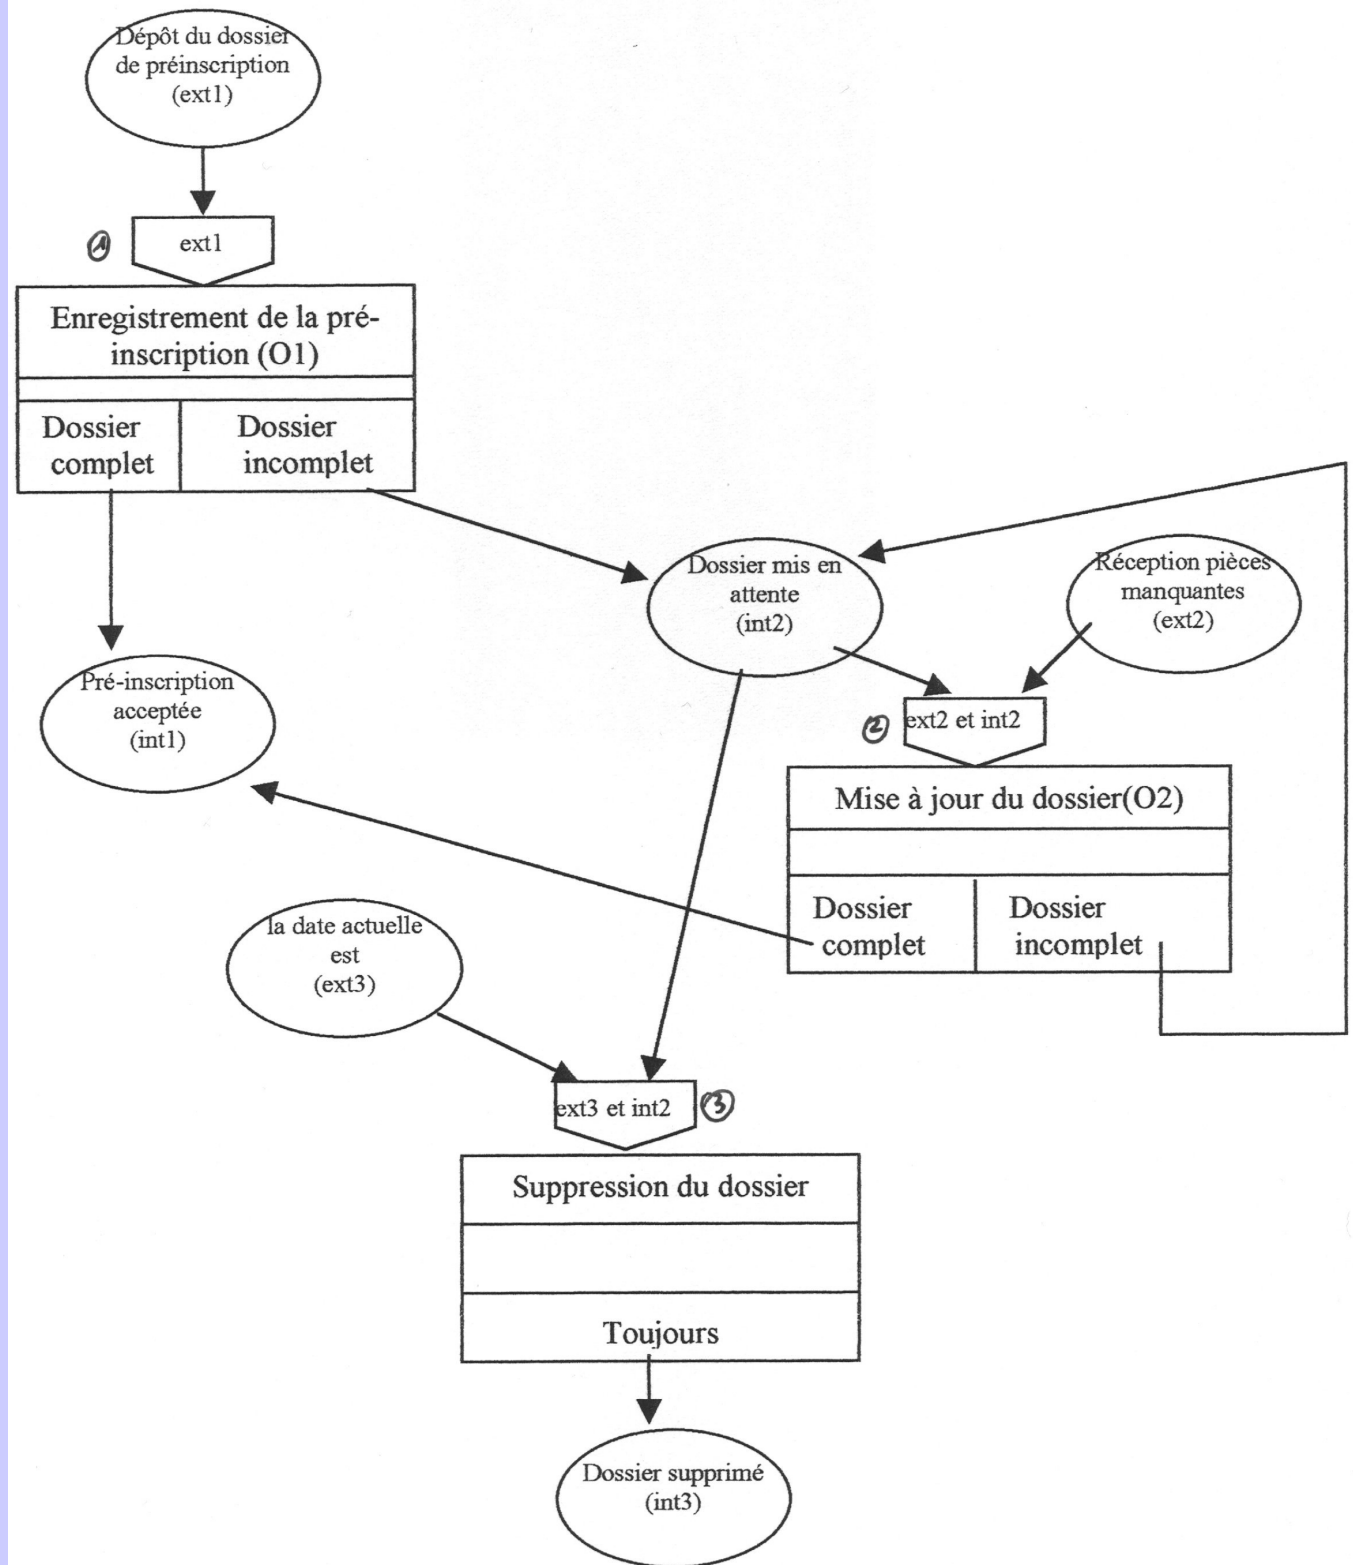 Dépôt du dossier
de préinscription
(ext1)
1
ext1
Enregistrement de la pré-
inscription (O1)
Dossier
complet
Dossier
incomplet
Dossier mis en
attente
(int2)
Réception pièces
manquantes
(ext2)
Pré-inscription
acceptée
(int1)
2
ext2 et int2
Mise à jour du dossier(O2)
Dossier
complet
Dossier
incomplet
la date actuelle
est
(ext3)
ext3 et int2
3
Suppression du dossier
Toujours
Dossier supprimé
(int3)